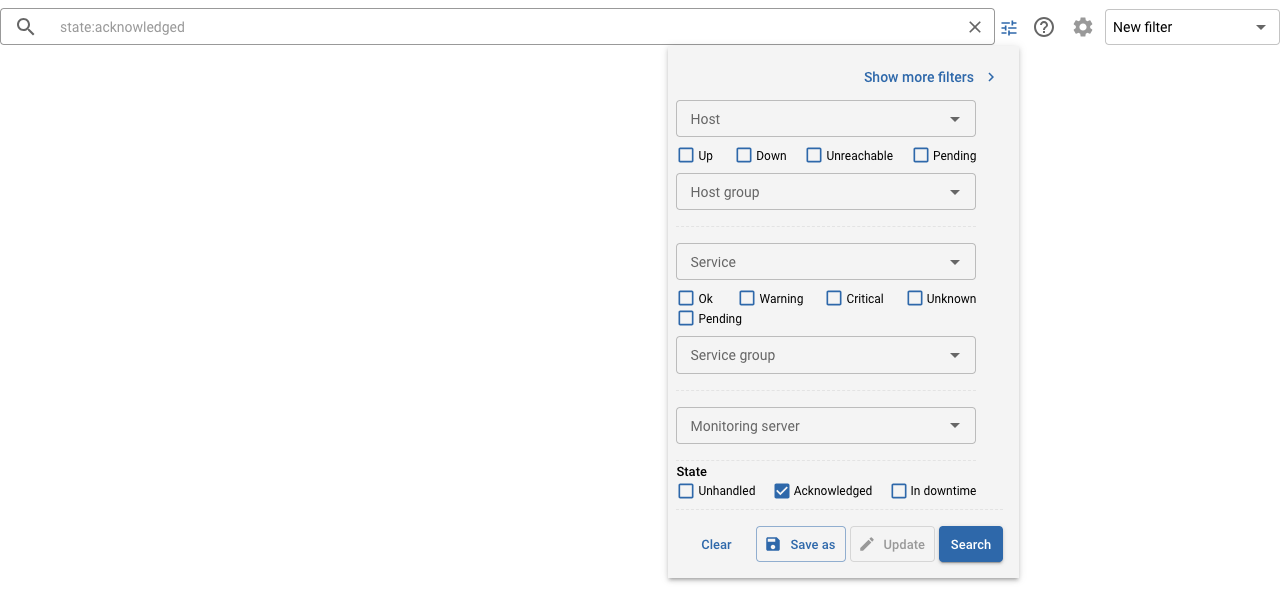 state:acknowledged
New filter
Show more filters
Host
Up Down Unreachable Pending
Host group
Service
Ok Warning Critical Unknown
Pending
Service group
Monitoring server
State
Unhandled Acknowledged In downtime
Clear Save as Update Search